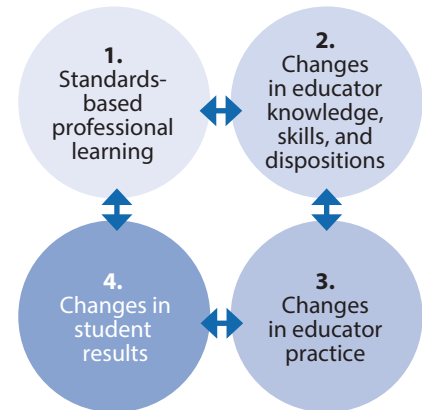 1.
Standards-
based
professional
learning
2.
Changes
in educator
knowledge,
skills, and
dispositions
4.
Changes in
student
results
3.
Changes
in educator
practice